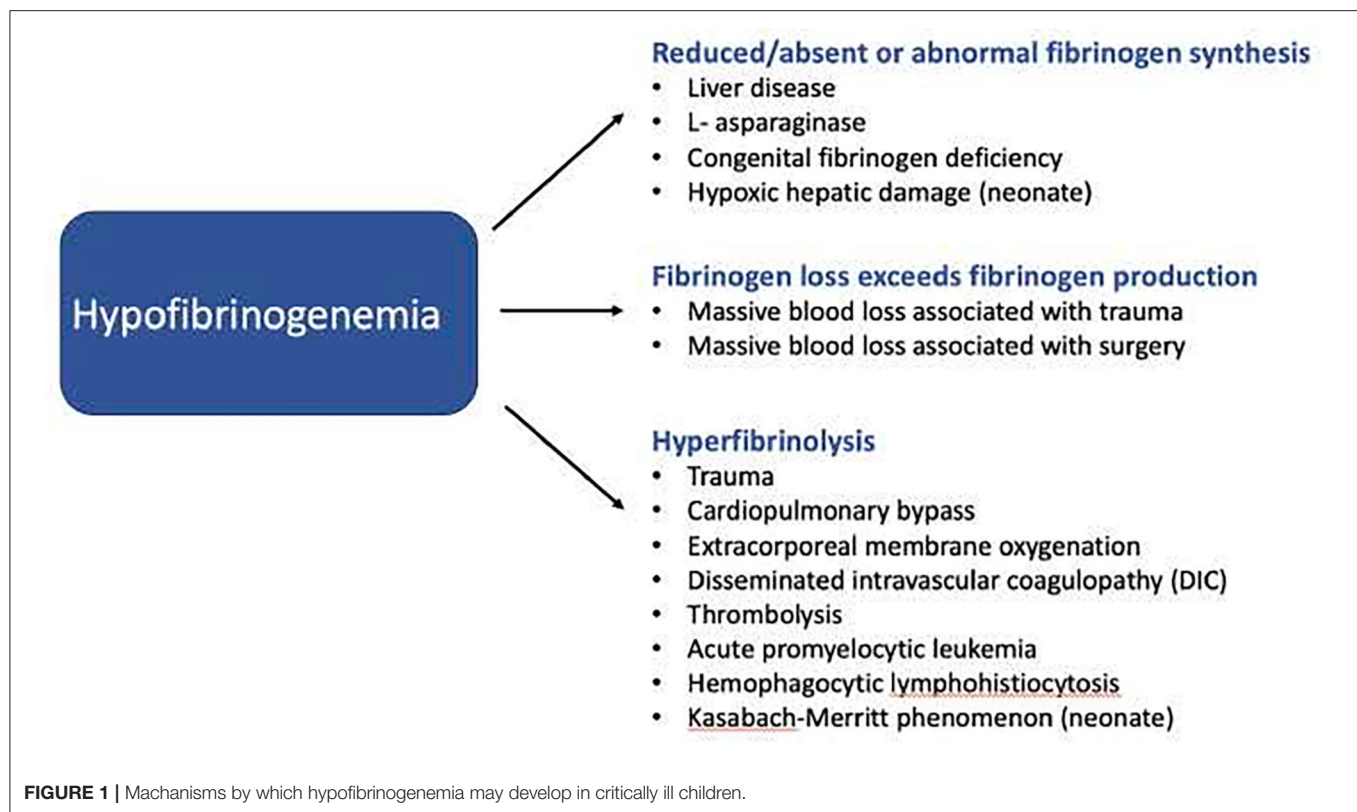 Reduced/absent or abnormal fibrinogen synthesis
• Liver disease
• L- asparaginase
• Congenital fibrinogen deficiency
• Hypoxic hepatic damage (neonate)
Hypofibrinogenemia
Fibrinogen loss exceeds fibrinogen production
• Massive blood loss associated with trauma
• Massive blood loss associated with surgery
Hyperfibrinolysis
• Trauma
• Cardiopulmonary bypass
• Extracorporeal membrane oxygenation
• Disseminated intravascular coagulopathy (DIC)
• Thrombolysis
• Acute promyelocytic leukemia
• Hemophagocytic lymphohistiocytosis
• Kasabach-Merritt phenomenon (neonate)
FIGURE 1 | Machanisms by which hypofibrinogenemia may develop in critically ill children.